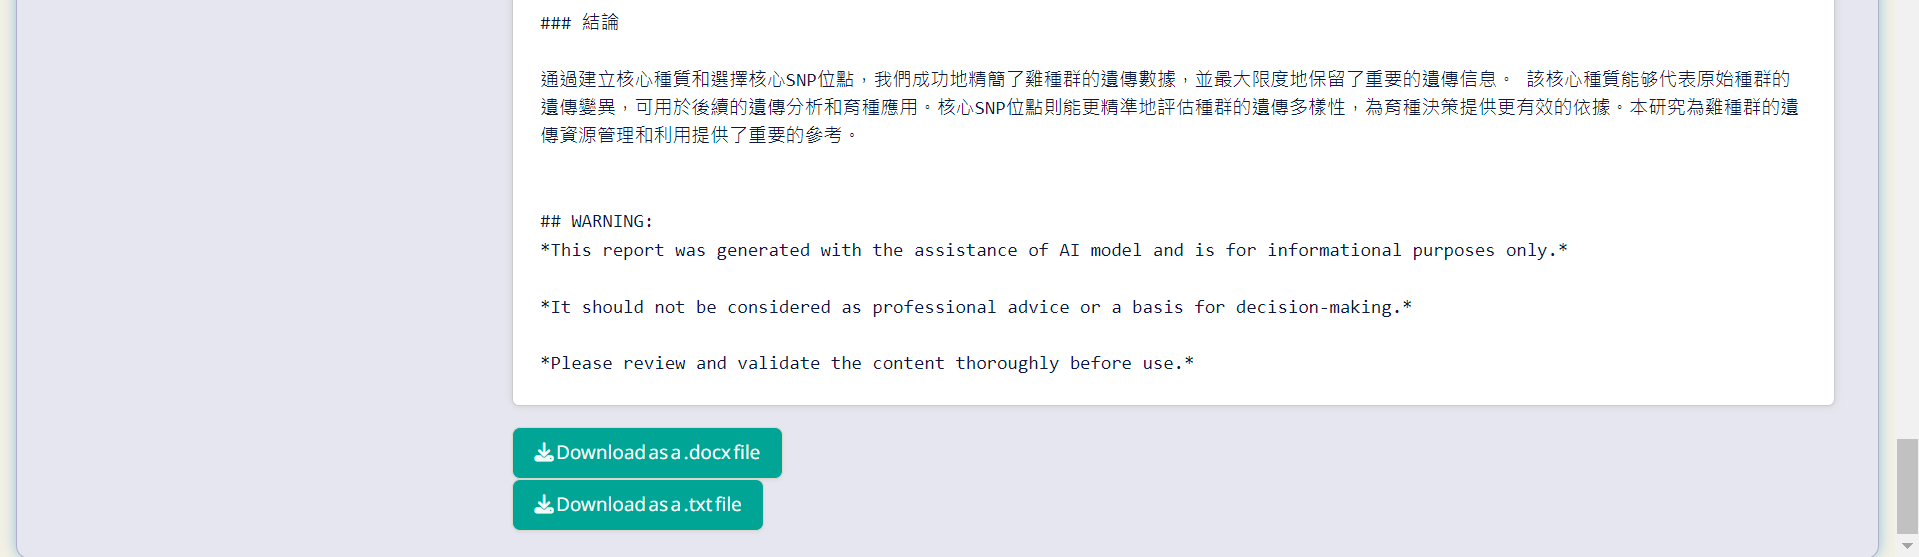 ### 結論
通過建立核心種質和選擇核心SNP位點，我們成功地精簡了雞種群的遺傳數據，並最大限度地保留了重要的遺傳信息。 該核心種質能够代表原始種群的
遺傳變異，可用於後續的遺傳分析和育種應用。核心SNP位點則能更精準地評估種群的遺傳多樣性，為育種決策提供更有效的依據。本研究為雞種群的遺
傳資源管理和利用提供了重要的參考。
## WARNING:
*This report was generated with the assistance of AI model and is for informational purposes only.*
*It should not be considered as professional advice or a basis for decision-making.*
*Please review and validate the content thoroughly before use.*
Download as a .docx file
Download as a .txt file